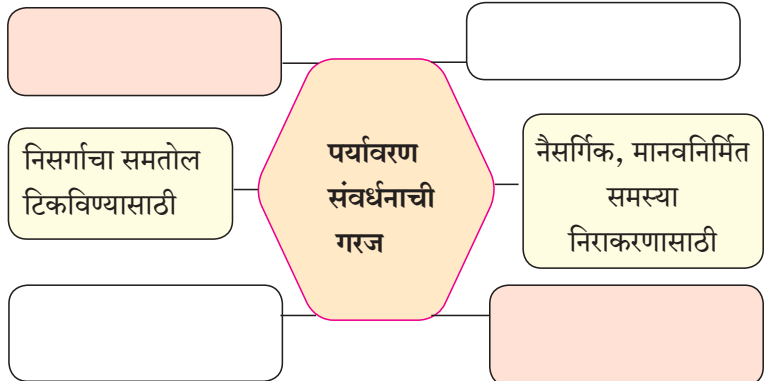 निसर्गाचा समतोल
टिकविण्यासाठी
पर्यावरण
संवर्धनाची
गरज
नैसर्गिक, मानवनिर्मित
समस्या
निराकरणासाठी